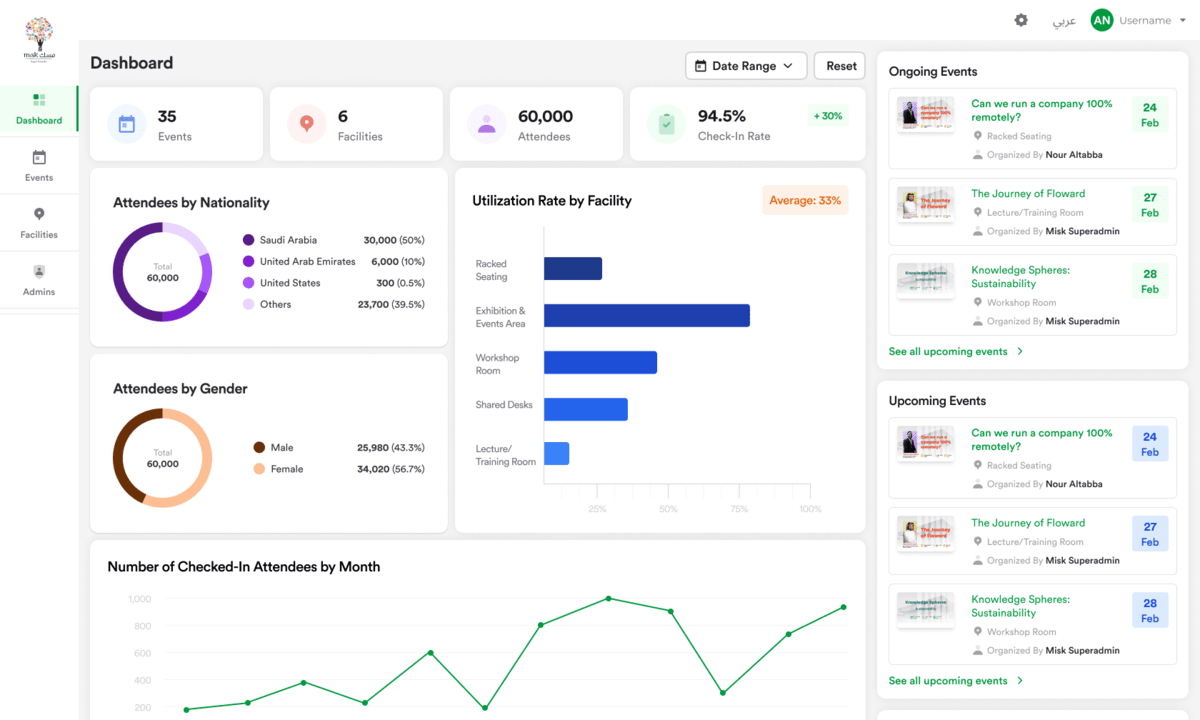 misk مسك
عربي
AN
Username
Dashboard
Events
Facilities
Admins
Dashboard
Date Range
Reset
35
Events
6
Facilities
60,000
Attendees
94.5%
Check-In Rate
+ 30%
Attendees by Nationality
Total
60,000
Saudi Arabia 30,000 (50%)
United Arab Emirates 6,000 (10%)
United States 300 (0.5%)
Others 23,700 (39.5%)
Attendees by Gender
Total
60,000
Male 25,980 (43.3%)
Female 34,020 (56.7%)
Utilization Rate by Facility
Average: 33%
Racked
Seating
Exhibition &
Events Area
Workshop
Room
Shared Desks
Lecture/
Training Room
25% 50% 75% 100%
Number of Checked-In Attendees by Month
1,000
800
600
400
200
Ongoing Events
Can we run a company 100%
remotely?
Racked Seating
Organized By Nour Altabba
24
Feb
The Journey of Floward
Lecture/Training Room
Organized By Misk Superadmin
27
Feb
Knowledge Spheres:
Sustainability
Workshop Room
Organized By Misk Superadmin
28
Feb
See all upcoming events
Upcoming Events
Can we run a company 100%
remotely?
Racked Seating
Organized By Nour Altabba
24
Feb
The Journey of Floward
Lecture/Training Room
Organized By Misk Superadmin
27
Feb
Knowledge Spheres:
Sustainability
Workshop Room
Organized By Misk Superadmin
28
Feb
See all upcoming events